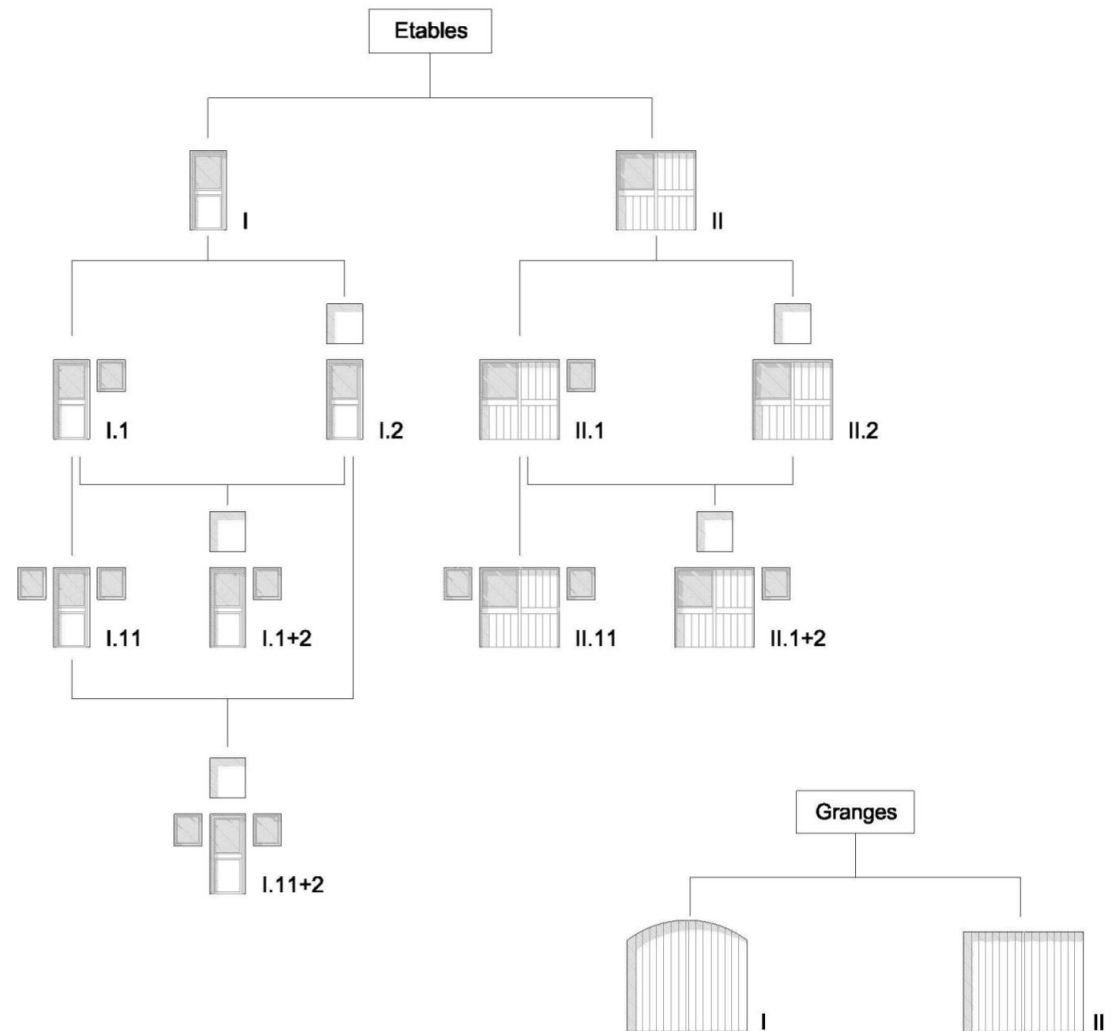 Etables
I
II
I.1
I.2
II.1
II.2
I.11
I.1+2
II.11
II.1+2
I.11+2
Granges
I
II